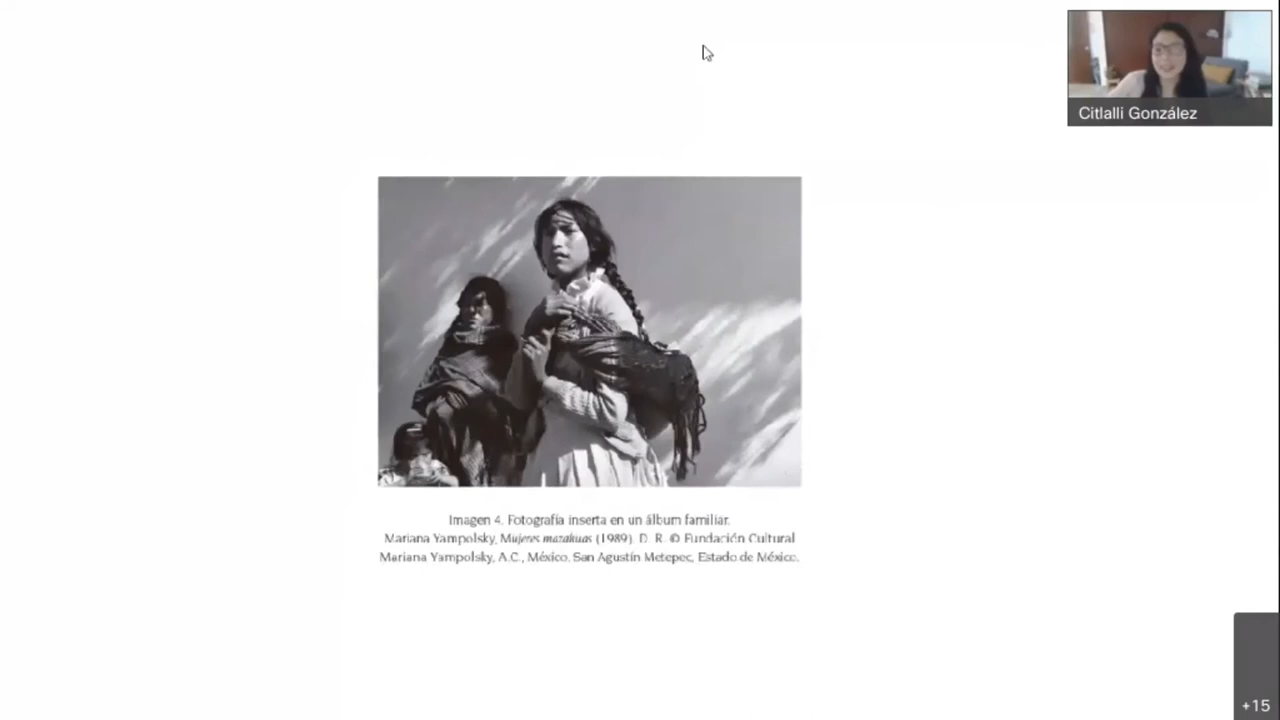 Citlalli González
Imagen 4. Fotografía inserta en un álbum familiar.
Mariana Yampolsky, Mujeres mazahuas (1989). D. R. © Fundación Cultural
Mariana Yampolsky, A.C., México. San Agustín Metepec, Estado de México.
+15